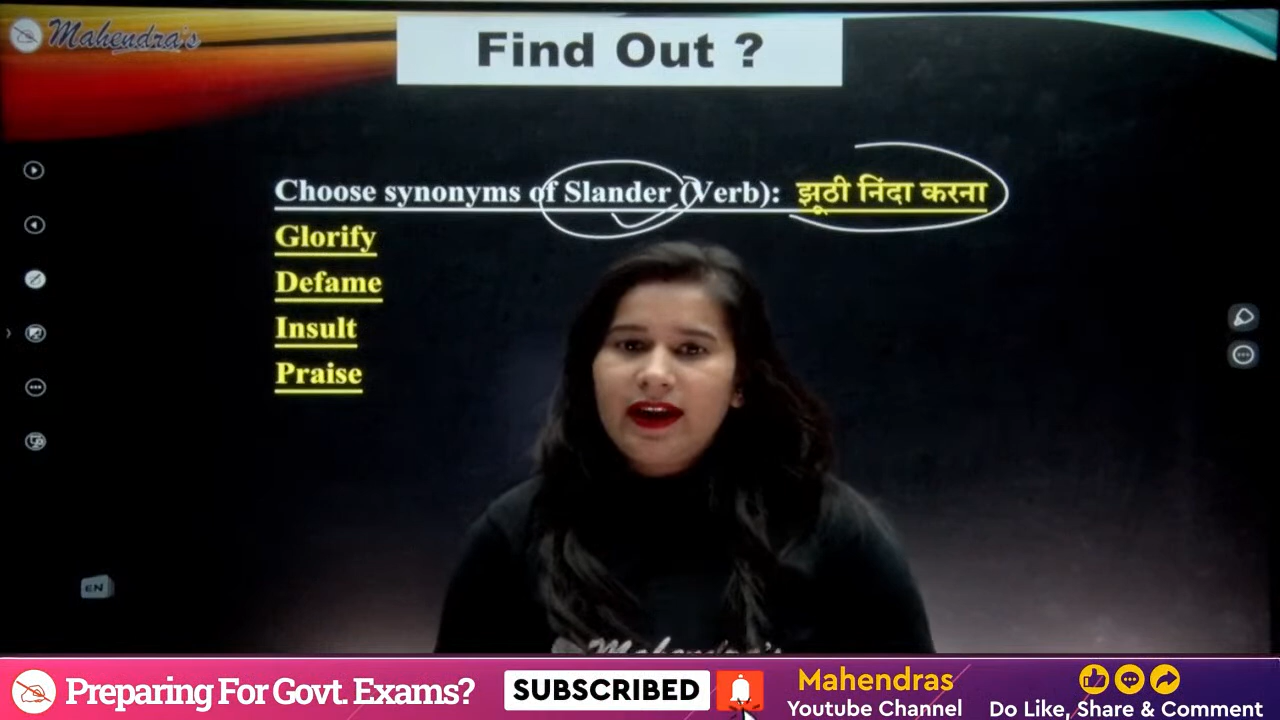 Mahendra's
Find Out ?
Choose synonyms of Slander (Verb): झूठी निंदा करना
Glorify
Defame
Insult
Praise
EN
Mahendra's
Preparing For Govt. Exams?
SUBSCRIBED
Mahendras
Youtube Channel
Do Like, Share & Comment